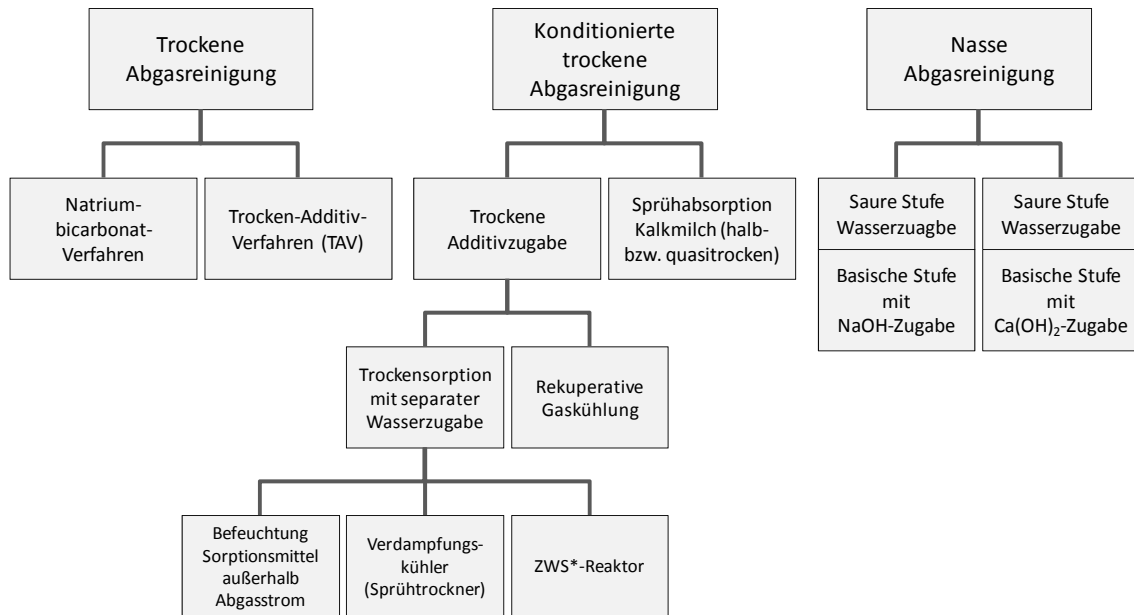 Trockene
Abgasreinigung
Konditionierte
trockene
Abgasreinigung
Nasse
Abgasreinigung
Natrium-
bicarbonat-
Verfahren
Trocken-Additiv-
Verfahren (TAV)
Trockene
Additivzugabe
Sprühabsorption
Kalkmilch (halb-
bzw. quasitrocken)
Saure Stufe
Wasserzuagbe
Basische Stufe
mit
NaOH-Zugabe
Saure Stufe
Wasserzugabe
Basische Stufe
mit
Ca(OH)₂-Zugabe
Trockensorption
mit separater
Wasserzugabe
Rekuperative
Gaskühlung
Befeuchtung
Sorptionsmittel
außerhalb
Abgasstrom
Verdampfungs-
kühler
(Sprühtrockner)
ZWS*-Reaktor